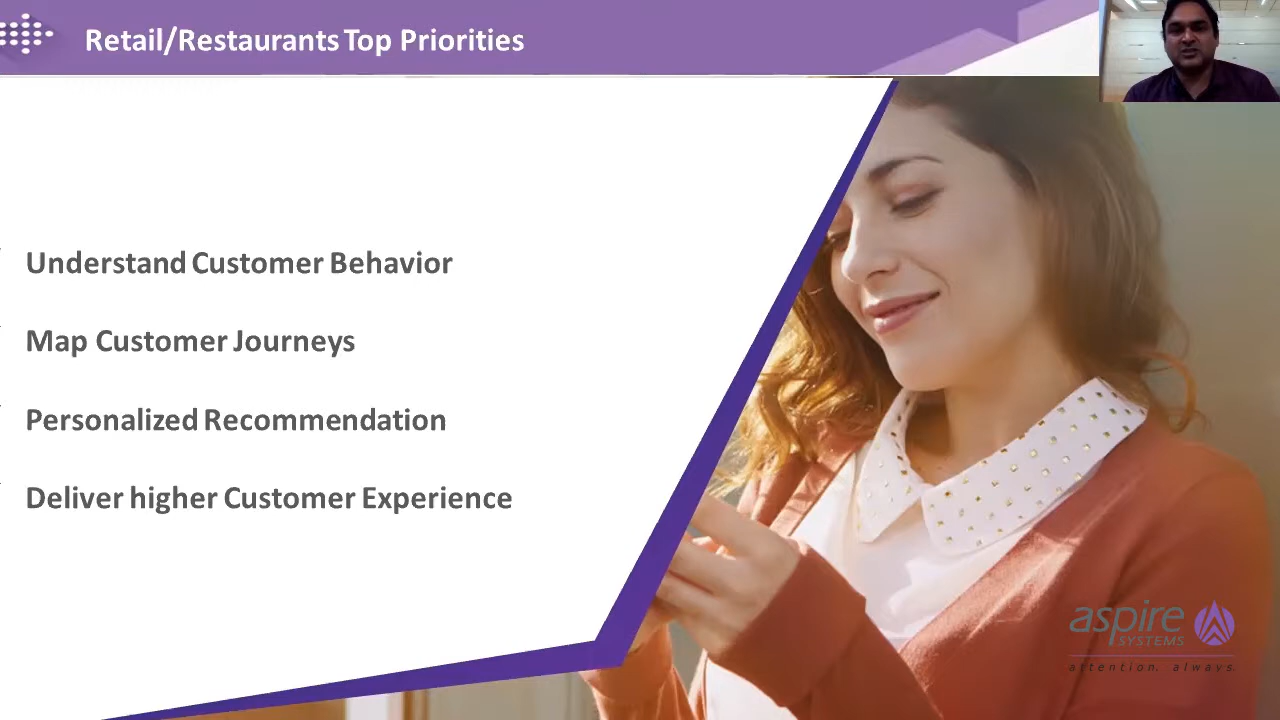 Retail/Restaurants Top Priorities
Understand Customer Behavior
Map Customer Journeys
Personalized Recommendation
Deliver higher Customer Experience
aspire
SYSTEMS
attention. always.